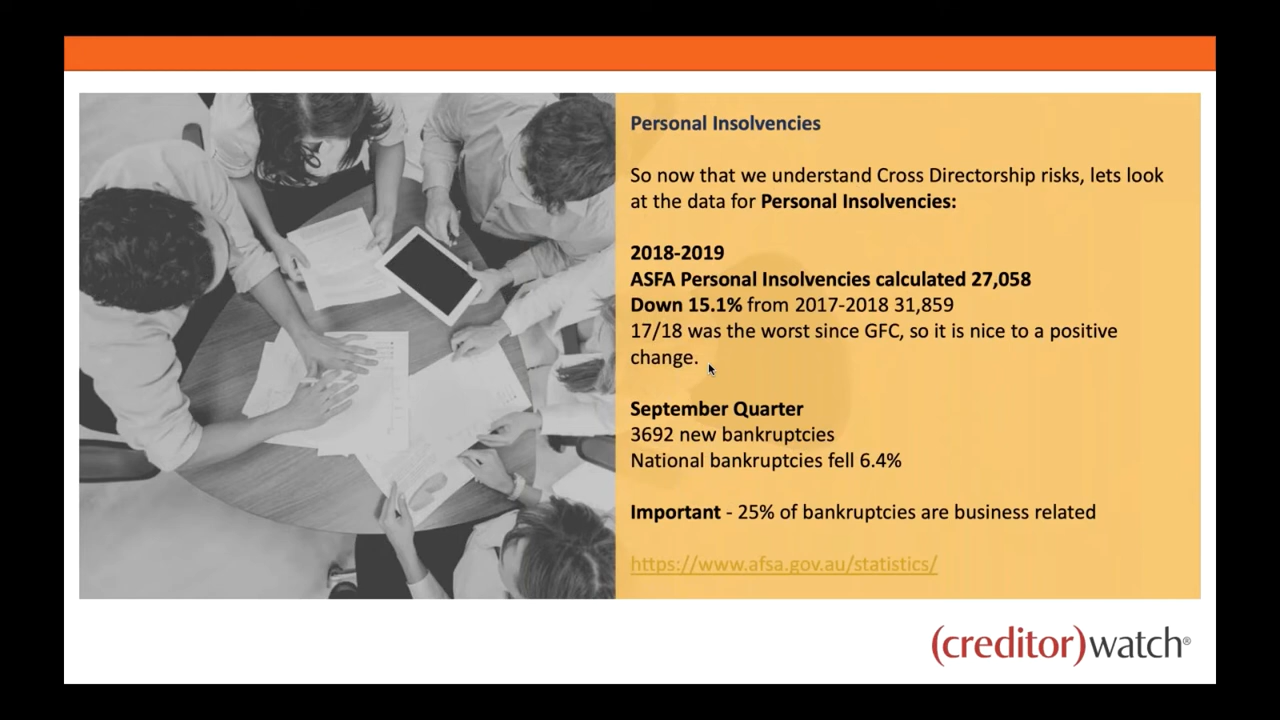 Personal Insolvencies
So now that we understand Cross Directorship risks, lets look
at the data for Personal Insolvencies:
2018-2019
ASFA Personal Insolvencies calculated 27,058
Down 15.1% from 2017-2018 31,859
17/18 was the worst since GFC, so it is nice to a positive
change.
September Quarter
3692 new bankruptcies
National bankruptcies fell 6.4%
Important - 25% of bankruptcies are business related
https://www.afsa.gov.au/statistics/
(creditor)watch®